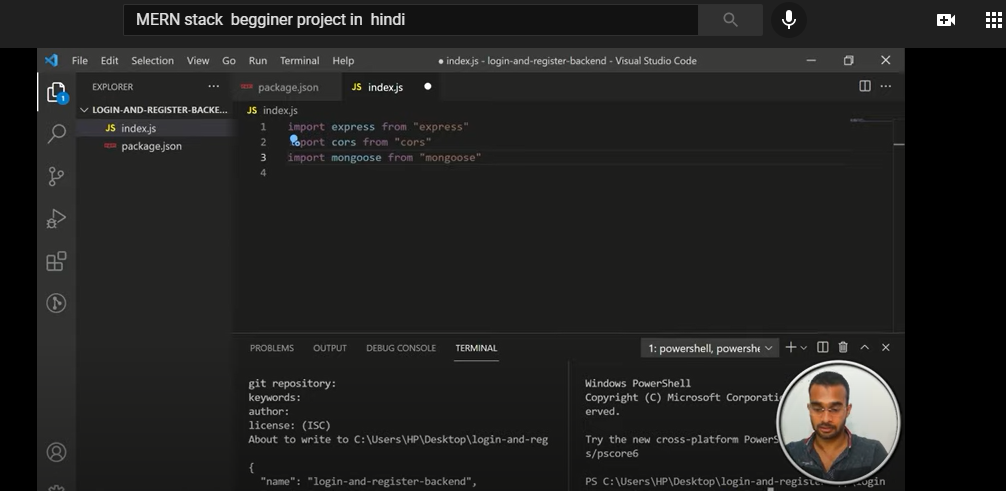 MERN stack  begginer project in  hindi
File Edit Selection View Go Run Terminal Help
● index.js - login-and-register-backend - Visual Studio Code
EXPLORER
package.json
JS index.js
LOGIN-AND-REGISTER-BACKE...
JS index.js
JS index.js
package.json
1
1 import express from "express"
2 import cors from "cors"
3 import mongoose from "mongoose"
4
PROBLEMS OUTPUT DEBUG CONSOLE TERMINAL
1: powershell, powershe
git repository:
keywords:
author:
license: (ISC)
About to write to C:\Users\HP\Desktop\login-and-reg
{
"name": "login-and-register-backend",
Windows PowerShell
Copyright (C) Microsoft Corporati
erved.
Try the new cross-platform PowerS
s/pscore6
PS C:\Users\HP\Desktop\login-and-registe
login